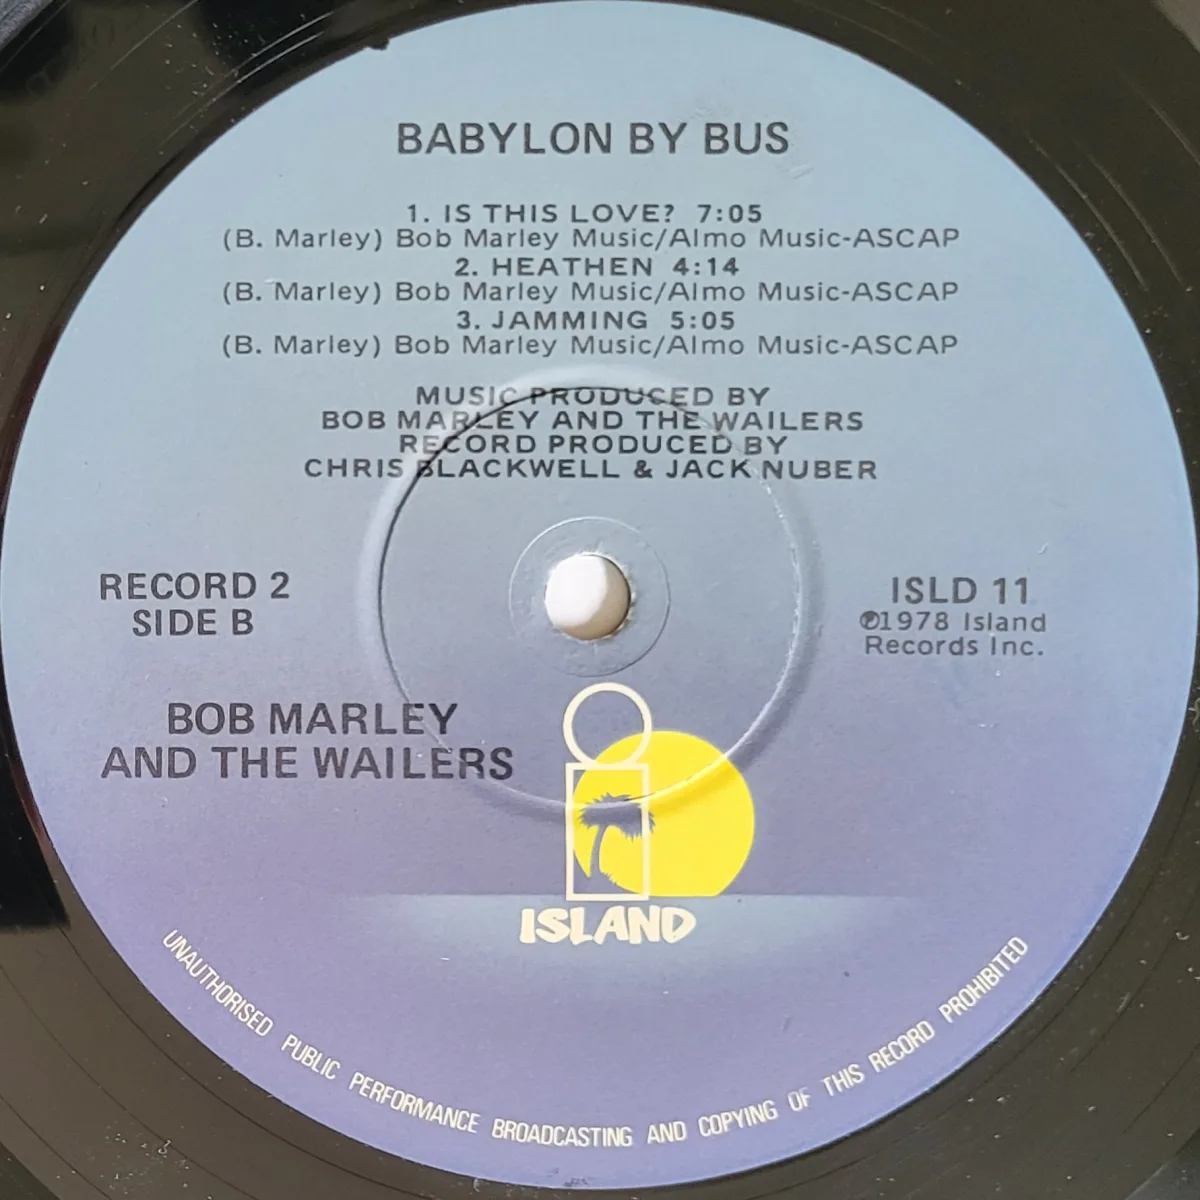 BABYLON BY BUS
1. IS THIS LOVE? 7:05
(B. Marley) Bob Marley Music/Almo Music-ASCAP
2. HEATHEN 4:14
(B. Marley) Bob Marley Music/Almo Music-ASCAP
3. JAMMING 5:05
(B. Marley) Bob Marley Music/Almo Music-ASCAP
MUSIC PRODUCED BY
BOB MARLEY AND THE WAILERS
RECORD PRODUCED BY
CHRIS BLACKWELL & JACK NUBER
RECORD 2
SIDE B
ISLD 11
℗1978 Island
Records Inc.
BOB MARLEY
AND THE WAILERS
ISLAND
UNAUTHORISED PUBLIC PERFORMANCE BROADCASTING AND COPYING OF THIS RECORD PROHIBITED